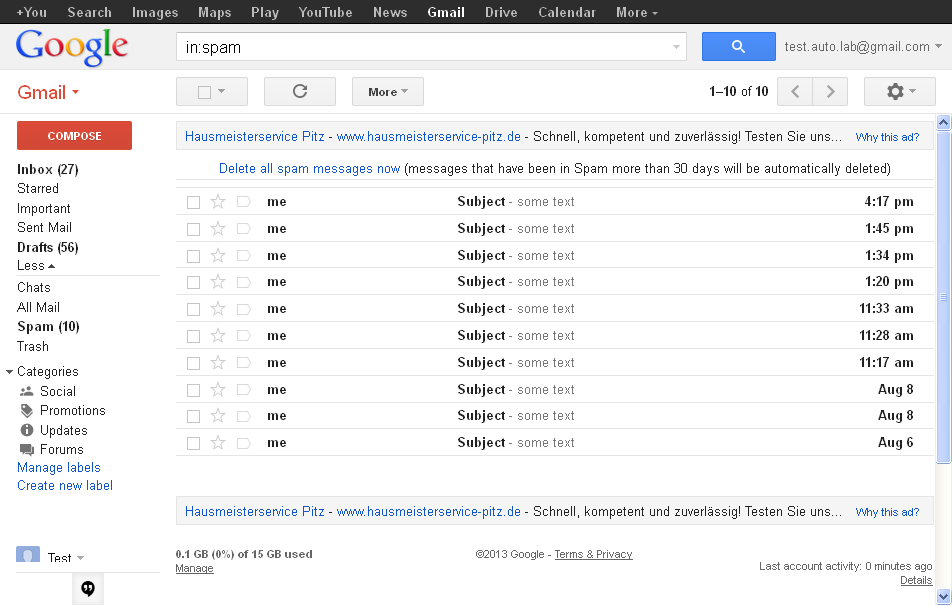 +You Search Images Maps Play YouTube News Gmail Drive Calendar More
Google in:spam test.auto.lab@gmail.com
Gmail More 1–10 of 10
COMPOSE
Inbox (27)
Starred
Important
Sent Mail
Drafts (56)
Less
Chats
All Mail
Spam (10)
Trash
Categories
Social
Promotions
Updates
Forums
Manage labels
Create new label
Test
Hausmeisterservice Pitz - www.hausmeisterservice-pitz.de - Schnell, kompetent und zuverlässig! Testen Sie uns... Why this ad?
Delete all spam messages now (messages that have been in Spam more than 30 days will be automatically deleted)
me Subject - some text 4:17 pm
me Subject - some text 1:45 pm
me Subject - some text 1:34 pm
me Subject - some text 1:20 pm
me Subject - some text 11:33 am
me Subject - some text 11:28 am
me Subject - some text 11:17 am
me Subject - some text Aug 8
me Subject - some text Aug 8
me Subject - some text Aug 6
Hausmeisterservice Pitz - www.hausmeisterservice-pitz.de - Schnell, kompetent und zuverlässig! Testen Sie uns... Why this ad?
0.1 GB (0%) of 15 GB used
Manage
©2013 Google - Terms & Privacy
Last account activity: 0 minutes ago
Details